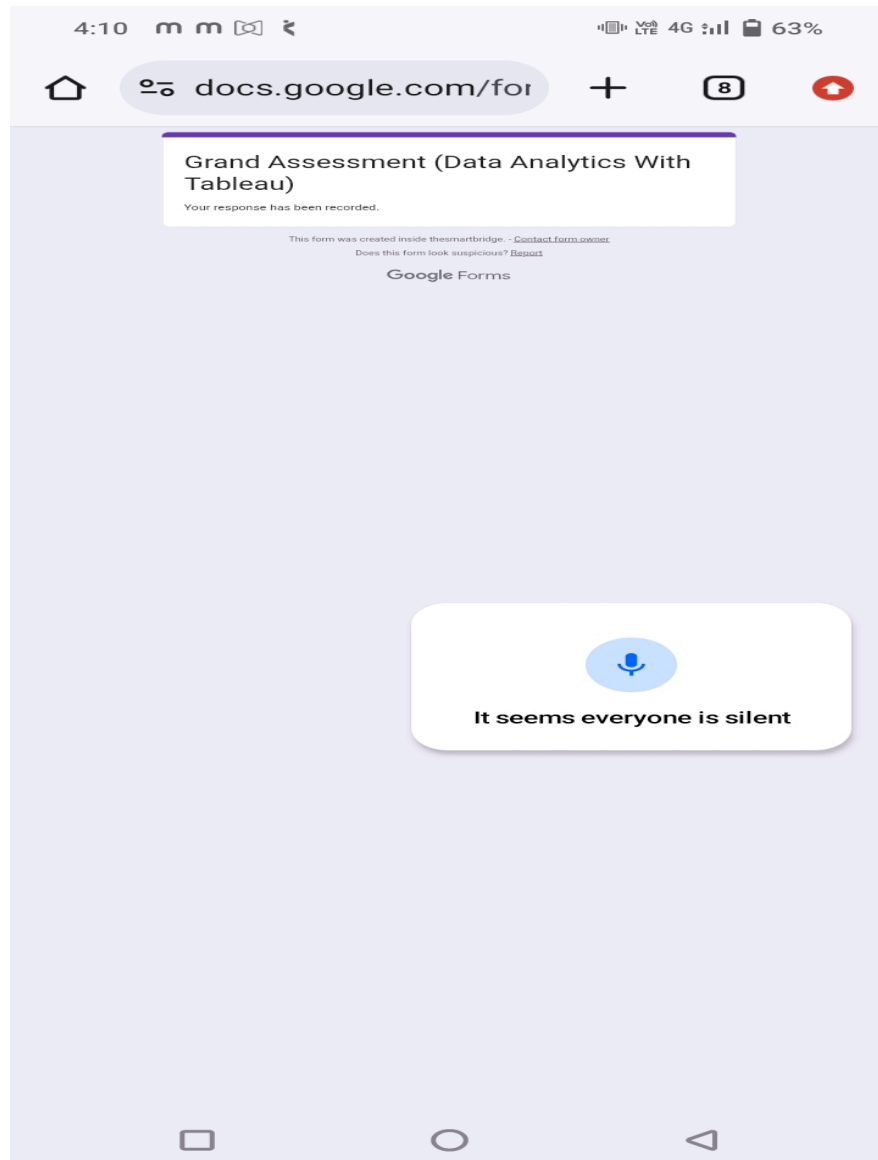 4:10 m m VoLTE 4G 63%
docs.google.com/for 8
Grand Assessment (Data Analytics With
Tableau)
Your response has been recorded.
This form was created inside thesmartbridge. - Contact form owner
Does this form look suspicious? Report
Google Forms
It seems everyone is silent